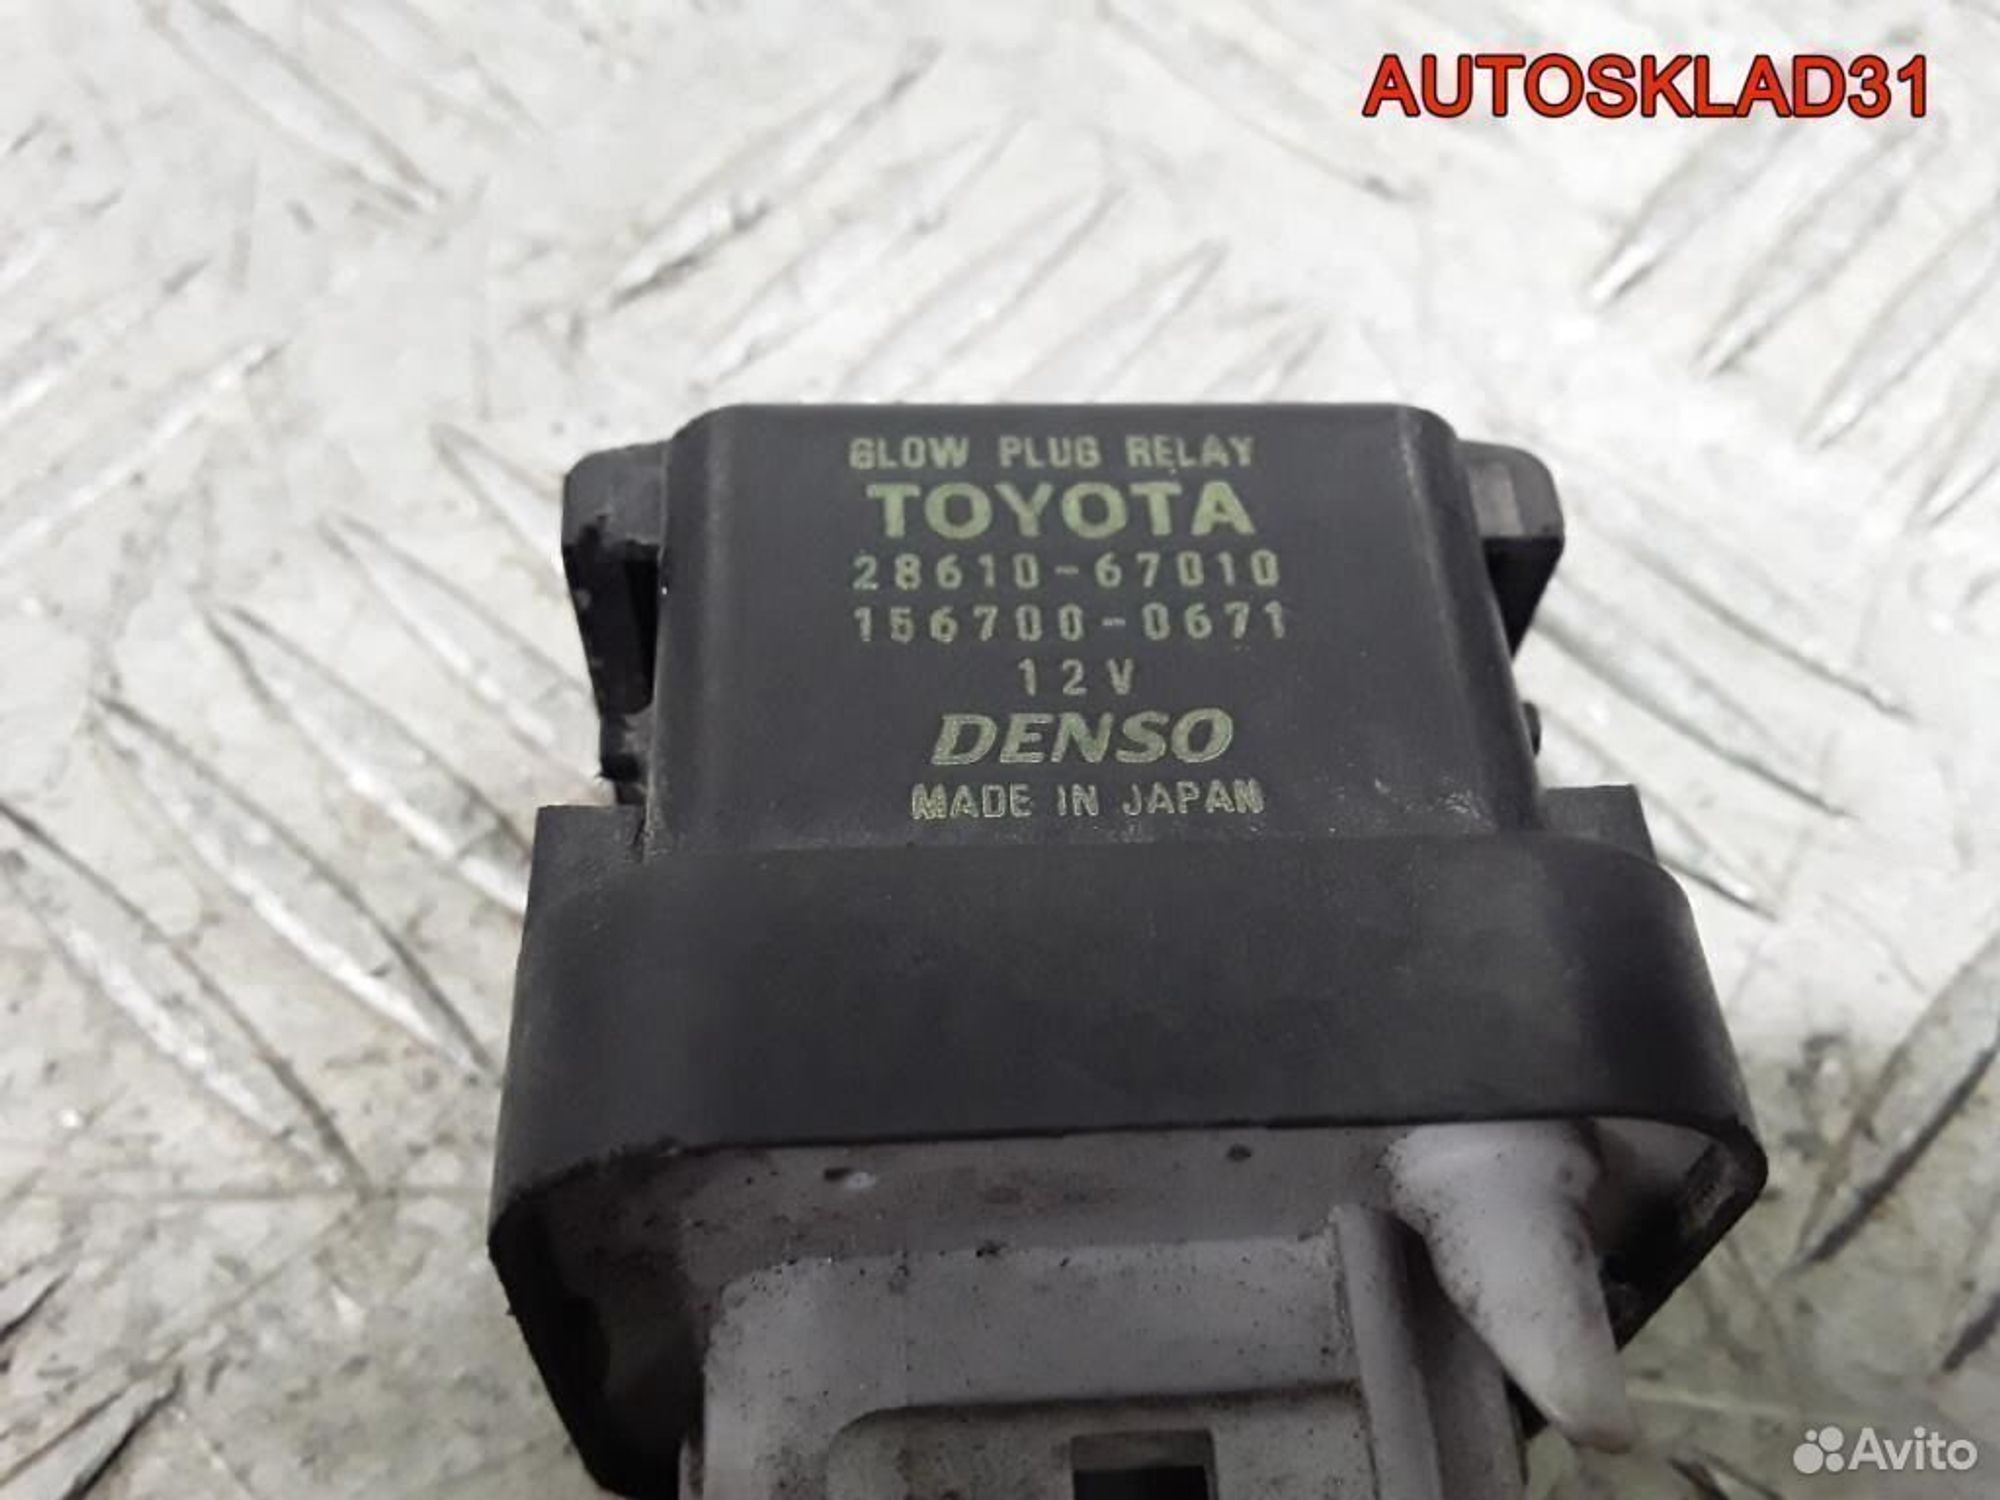 AUTOSKLAD31
GLOW PLUG RELAY
TOYOTA
28610-67010
156700-0671
12V
DENSO
MADE IN JAPAN
Avito